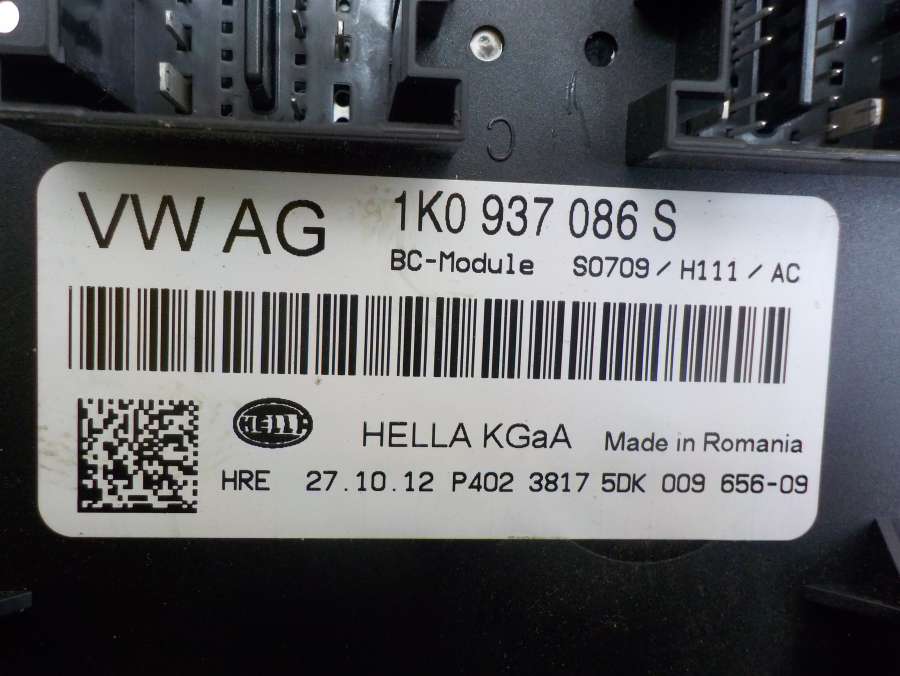 VW AG
1K0 937 086 S
BC-Module S0709 / H111 / AC
HELLA
HELLA KGaA Made in Romania
HRE 27.10.12 P402 3817 5DK 009 656-09